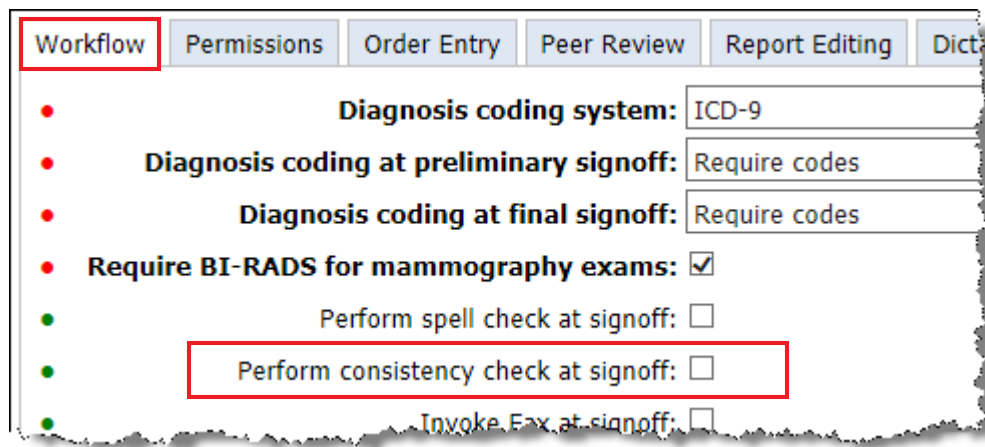 Workflow Permissions Order Entry Peer Review Report Editing Dicta
Diagnosis coding system: ICD-9
Diagnosis coding at preliminary signoff: Require codes
Diagnosis coding at final signoff: Require codes
Require BI-RADS for mammography exams:
Perform spell check at signoff:
Perform consistency check at signoff:
Invoke Fax at signoff: